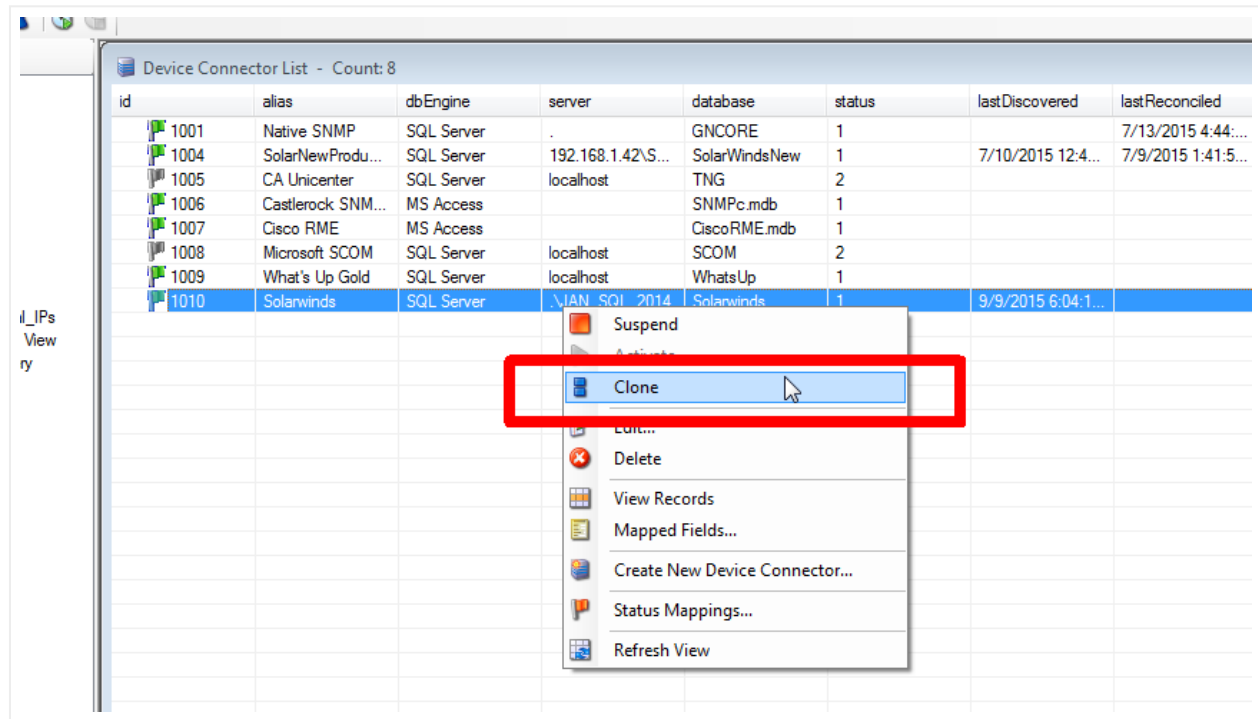 Device Connector List - Count: 8
id alias dbEngine server database status lastDiscovered lastReconciled
1001 Native SNMP SQL Server . GNCORE 1 7/13/2015 4:44:...
1004 SolarNewProdu... SQL Server 192.168.1.42\S... SolarWindsNew 1 7/10/2015 12:4... 7/9/2015 1:41:5...
1005 CA Unicenter SQL Server localhost TNG 2
1006 Castlerock SNM... MS Access SNMPc.mdb 1
1007 Cisco RME MS Access CiscoRME.mdb 1
1008 Microsoft SCOM SQL Server localhost SCOM 2
1009 What's Up Gold SQL Server localhost WhatsUp 1
1010 Solarwinds SQL Server .\JAN_SQL_2014 Solarwinds 1 9/9/2015 6:04:1...
l_IPs
View
ry
Suspend
Activate
Clone
Edit...
Delete
View Records
Mapped Fields...
Create New Device Connector...
Status Mappings...
Refresh View